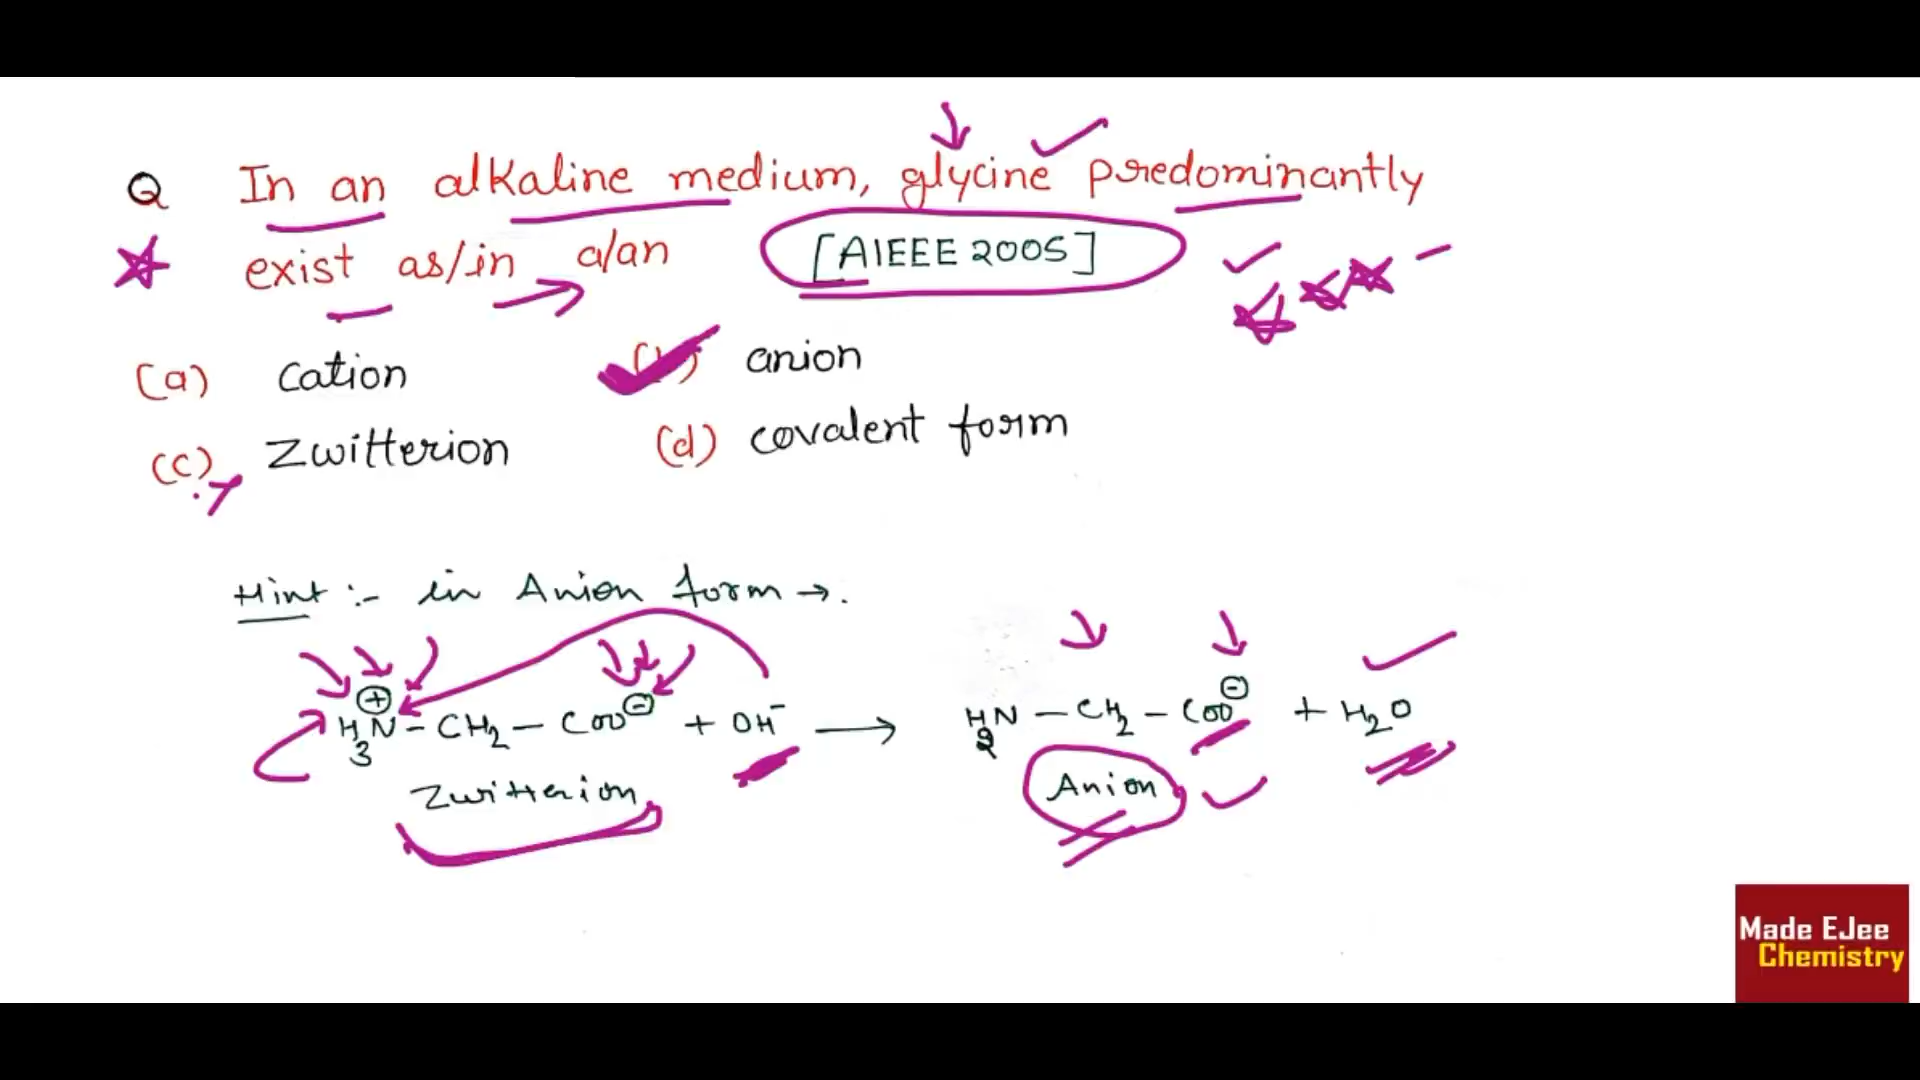 Q In an alkaline medium, glycine predominantly
exist as/in a/an [AIEEE 2005]
(a) cation (b) anion
(c) Zwitterion (d) covalent form
Hint :- in Anion form →.
H₃N⊕ – CH₂ – COO⊖ + OH⁻ ⟶ H₂N – CH₂ – COO⊖ + H₂O
Zwitterion Anion
Made EJee
Chemistry